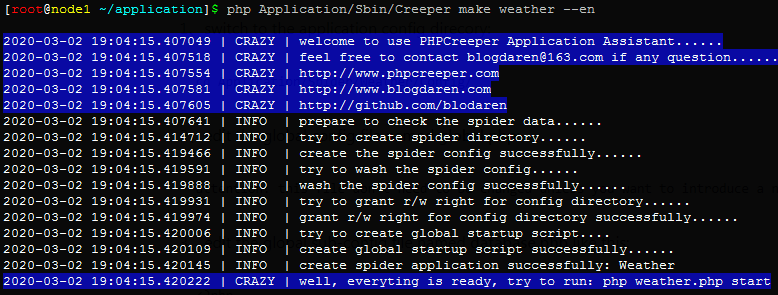 [root@node1 ~/application]$ php Application/Sbin/Creeper make weather --en
2020-03-02 19:04:15.407049 | CRAZY | welcome to use PHPCreeper Application Assistant......
2020-03-02 19:04:15.407518 | CRAZY | feel free to contact blogdaren@163.com if any question......
2020-03-02 19:04:15.407554 | CRAZY | http://www.phpcreeper.com
2020-03-02 19:04:15.407581 | CRAZY | http://www.blogdaren.com
2020-03-02 19:04:15.407605 | CRAZY | http://github.com/blodaren
2020-03-02 19:04:15.407641 | INFO | prepare to check the spider data......
2020-03-02 19:04:15.414712 | INFO | try to create spider directory......
2020-03-02 19:04:15.419466 | INFO | create the spider config successfully......
2020-03-02 19:04:15.419591 | INFO | try to wash the spider config......
2020-03-02 19:04:15.419888 | INFO | wash the spider config successfully......
2020-03-02 19:04:15.419931 | INFO | try to grant r/w right for config directory......
2020-03-02 19:04:15.419974 | INFO | grant r/w right for config directory successfully......
2020-03-02 19:04:15.420006 | INFO | try to create global startup script....
2020-03-02 19:04:15.420109 | INFO | create global startup script successfully......
2020-03-02 19:04:15.420145 | INFO | create spider application successfully: Weather
2020-03-02 19:04:15.420222 | CRAZY | well, everyting is ready, try to run: php weather.php start